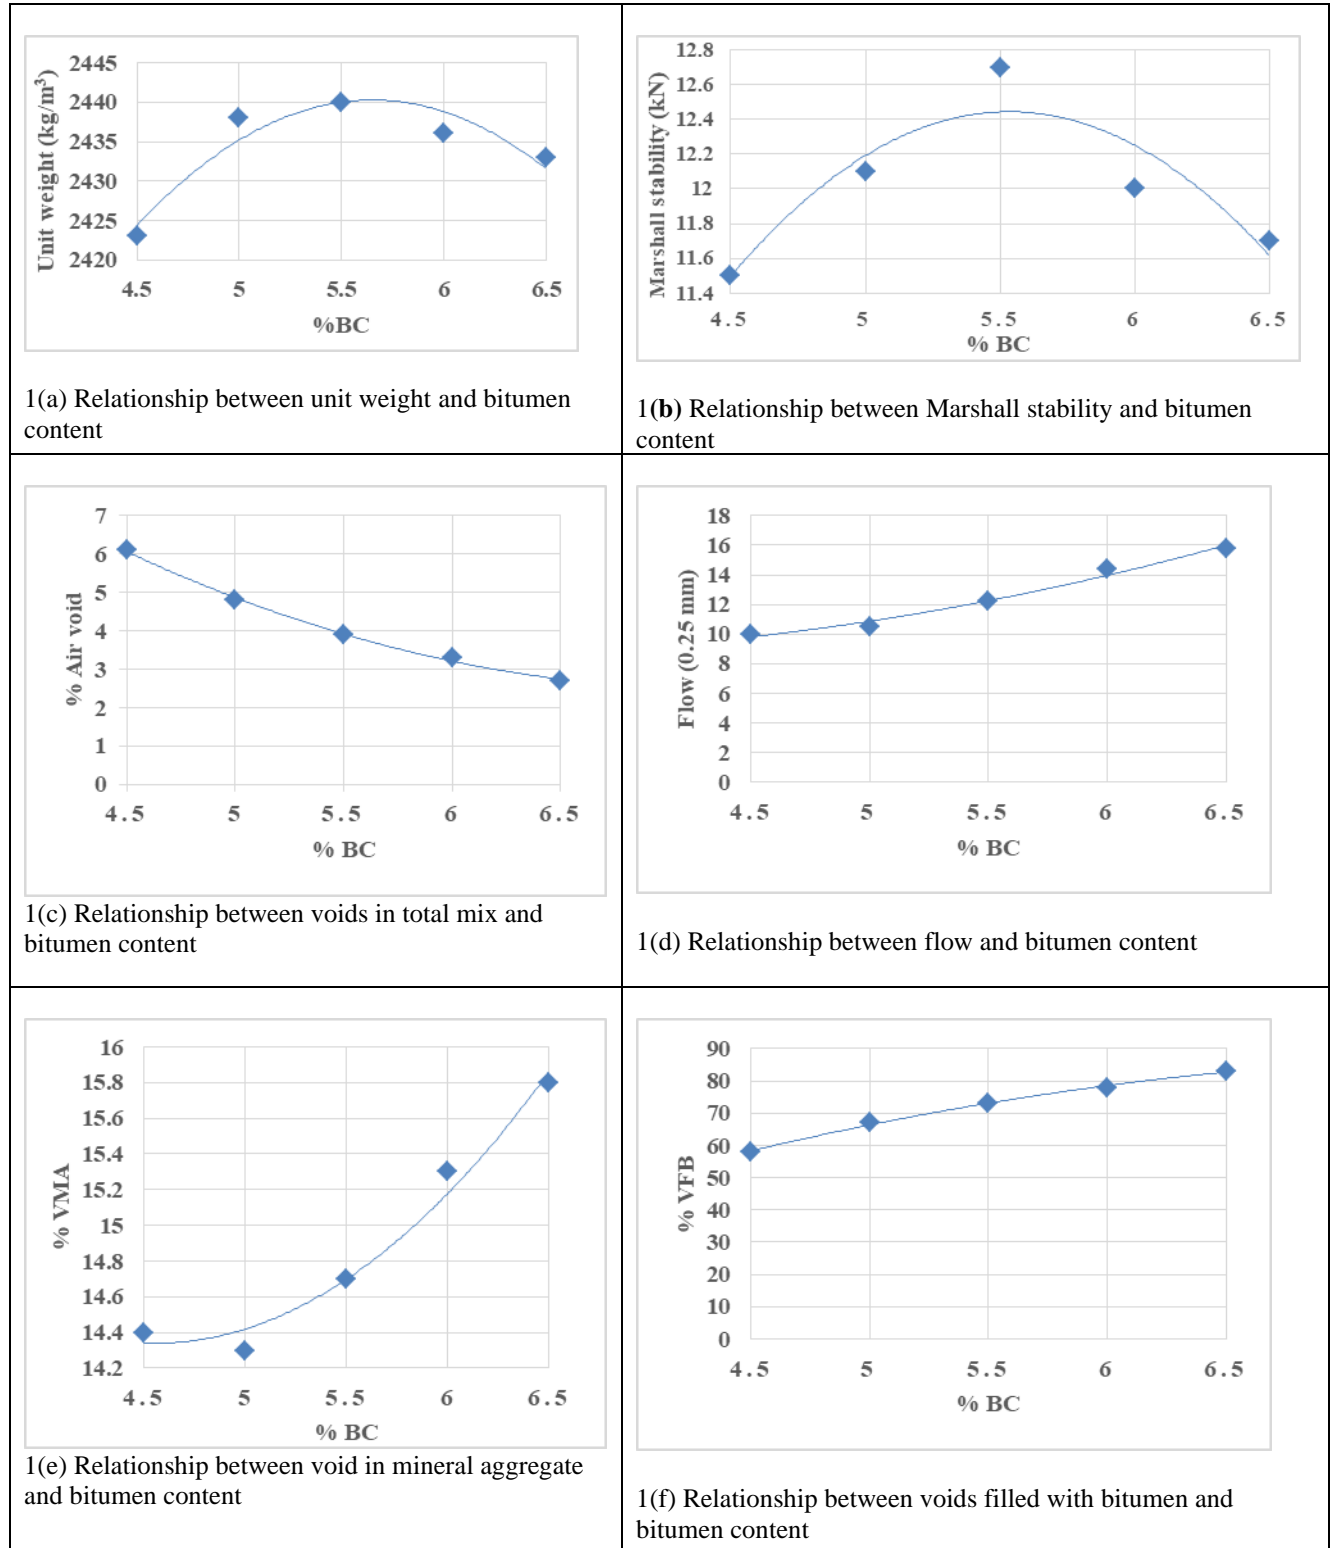 2445
2440
2435
2430
2425
2420
Unit weight (kg/m³)
4.5 5 5.5 6 6.5
%BC
1(a) Relationship between unit weight and bitumen
content
12.8
12.6
12.4
12.2
12
11.8
11.6
11.4
Marshall stability (kN)
4.5 5 5.5 6 6.5
% BC
1(b) Relationship between Marshall stability and bitumen
content
7
6
5
4
3
2
1
0
% Air void
4.5 5 5.5 6 6.5
% BC
1(c) Relationship between voids in total mix and
bitumen content
18
16
14
12
10
8
6
4
2
0
Flow (0.25 mm)
4.5 5 5.5 6 6.5
% BC
1(d) Relationship between flow and bitumen content
16
15.8
15.6
15.4
15.2
15
14.8
14.6
14.4
14.2
% VMA
4.5 5 5.5 6 6.5
% BC
1(e) Relationship between void in mineral aggregate
and bitumen content
90
80
70
60
50
40
30
20
10
0
% VFB
4.5 5 5.5 6 6.5
% BC
1(f) Relationship between voids filled with bitumen and
bitumen content